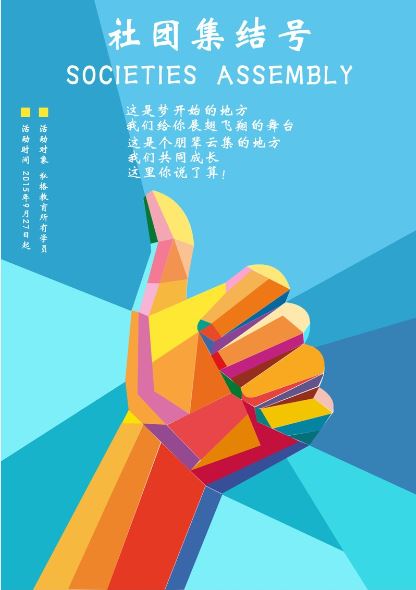 社团集结号
SOCIETIES ASSEMBLY
这是梦开始的地方
我们给你展翅飞翔的舞台
这是个朋辈云集的地方
我们共同成长
这里你说了算!
活动对象 私塾教育所有学员
活动时间 2015年9月27日起